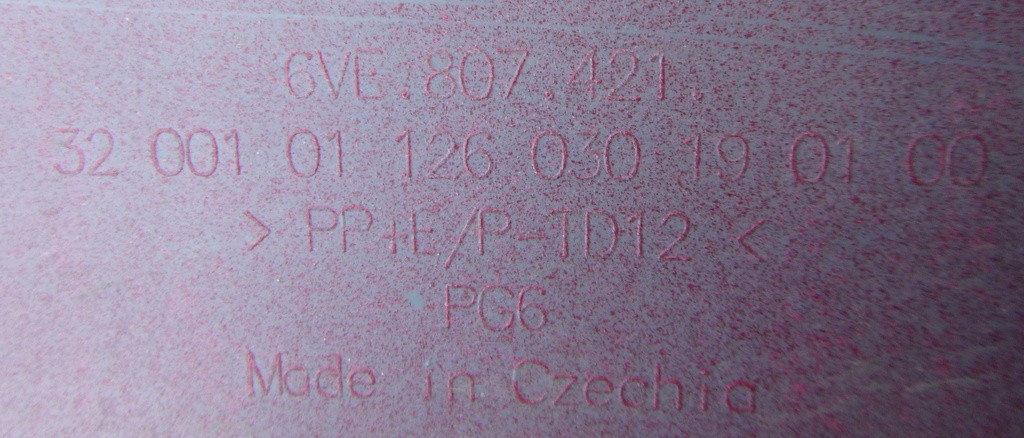 6VE.807.421.
32 001 01 126 030 19 01 00
> PP+E/P-TD12 <
PG6
Made in Czechia